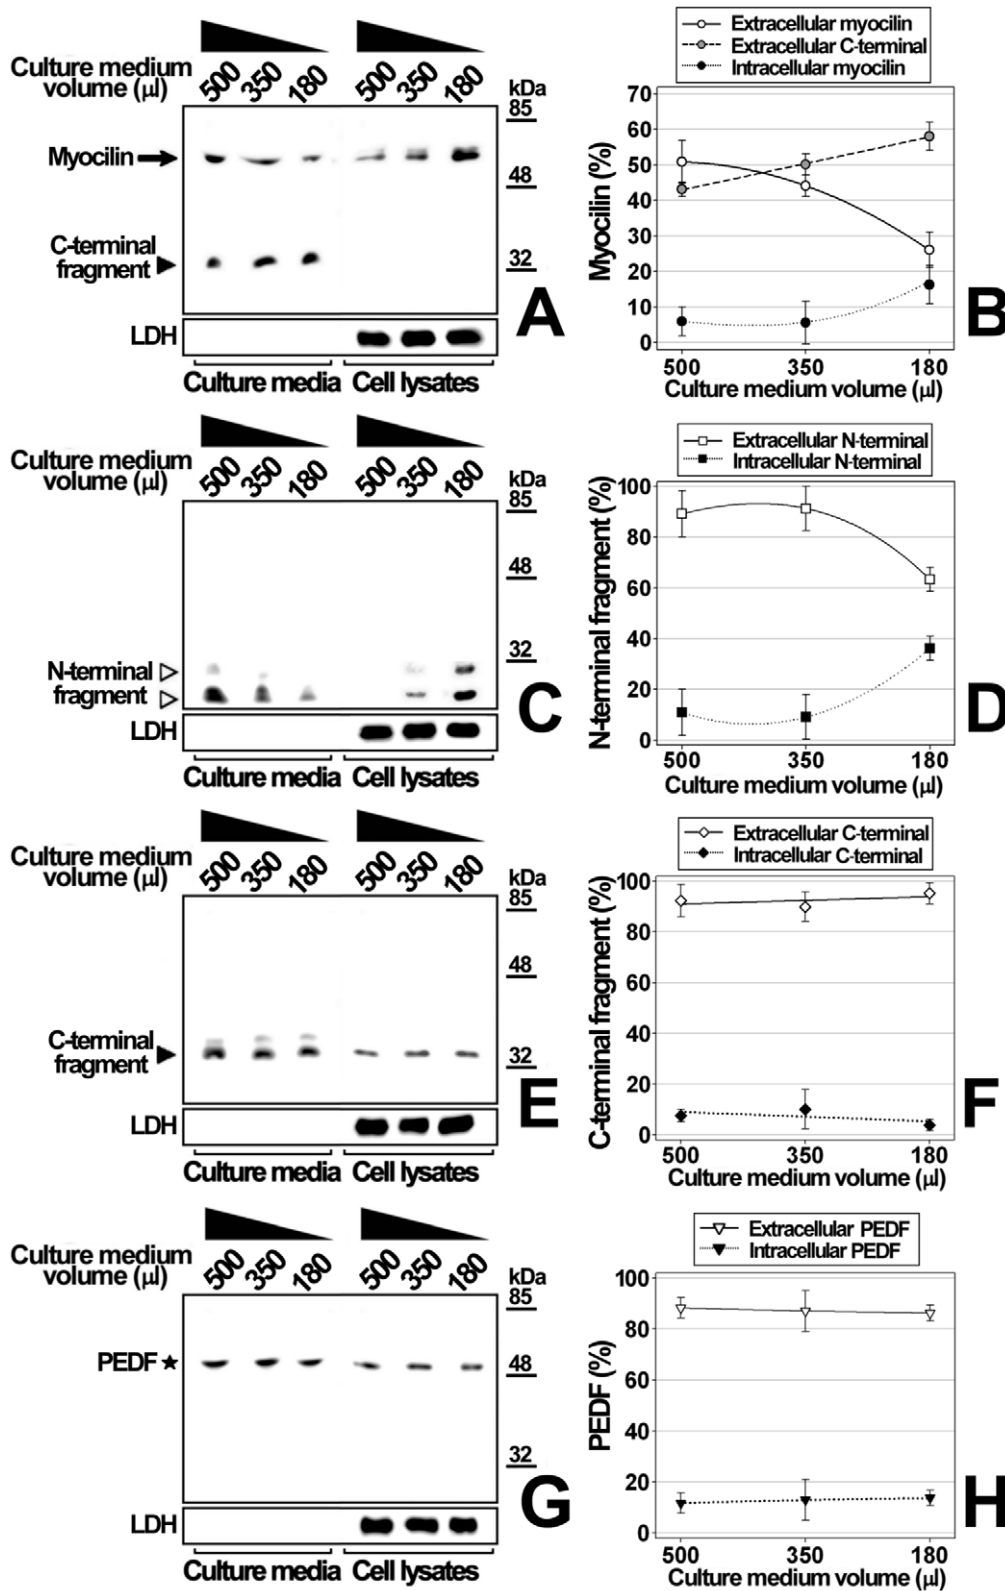 Culture medium
volume (µl)
500 350 180 500 350 180
kDa
85
Myocilin
48
C-terminal
fragment
32
A
LDH
Culture media Cell lysates
Extracellular myocilin
Extracellular C-terminal
Intracellular myocilin
Myocilin (%)
70
60
50
40
30
20
10
0
500 350 180
Culture medium volume (µl)
B
Culture medium
volume (µl)
500 350 180 500 350 180
kDa
85
48
32
N-terminal
fragment
C
LDH
Culture media Cell lysates
Extracellular N-terminal
Intracellular N-terminal
N-terminal fragment (%)
100
80
60
40
20
0
500 350 180
Culture medium volume (µl)
D
Culture medium
volume (µl)
500 350 180 500 350 180
kDa
85
48
C-terminal
fragment
32
E
LDH
Culture media Cell lysates
Extracellular C-terminal
Intracellular C-terminal
C-terminal fragment (%)
100
80
60
40
20
0
500 350 180
Culture medium volume (µl)
F
Culture medium
volume (µl)
500 350 180 500 350 180
kDa
85
PEDF
48
32
G
LDH
Culture media Cell lysates
Extracellular PEDF
Intracellular PEDF
PEDF (%)
100
80
60
40
20
0
500 350 180
Culture medium volume (µl)
H